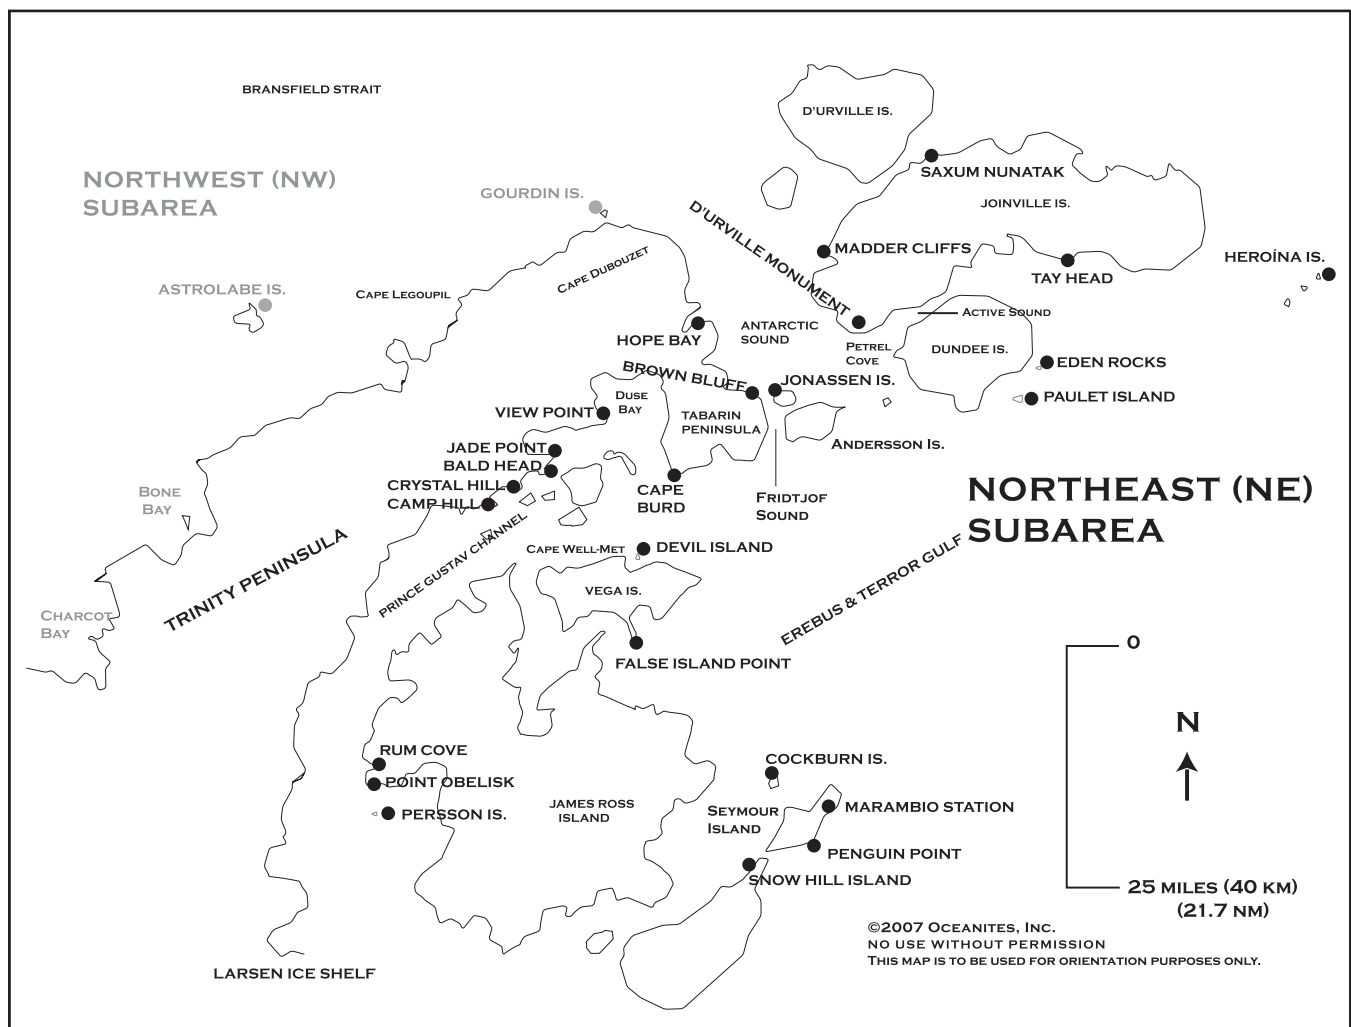 BRANSFIELD STRAIT
D'URVILLE IS.
NORTHWEST (NW)
SUBAREA
SAXUM NUNATAK
GOURDIN IS.
JOINVILLE IS.
D'URVILLE MONUMENT
MADDER CLIFFS
HEROÍNA IS.
CAPE DUBOUZET
TAY HEAD
ASTROLABE IS.
CAPE LEGOUPIL
ACTIVE SOUND
ANTARCTIC
SOUND
HOPE BAY
PETREL
COVE
DUNDEE IS.
EDEN ROCKS
BROWN BLUFF
JONASSEN IS.
DUSE
BAY
PAULET ISLAND
VIEW POINT
TABARIN
PENINSULA
ANDERSSON IS.
JADE POINT
BALD HEAD
CRYSTAL HILL
CAMP HILL
CAPE
BURD
FRIDTJOF
SOUND
NORTHEAST (NE)
SUBAREA
BONE
BAY
TRINITY PENINSULA
PRINCE GUSTAV CHANNEL
CAPE WELL-MET
DEVIL ISLAND
VEGA IS.
EREBUS & TERROR GULF
CHARCOT
BAY
FALSE ISLAND POINT
0
N
RUM COVE
POINT OBELISK
PERSSON IS.
COCKBURN IS.
JAMES ROSS
ISLAND
SEYMOUR
ISLAND
MARAMBIO STATION
PENGUIN POINT
SNOW HILL ISLAND
25 MILES (40 KM)
(21.7 NM)
©2007 OCEANITES, INC.
NO USE WITHOUT PERMISSION
THIS MAP IS TO BE USED FOR ORIENTATION PURPOSES ONLY.
LARSEN ICE SHELF